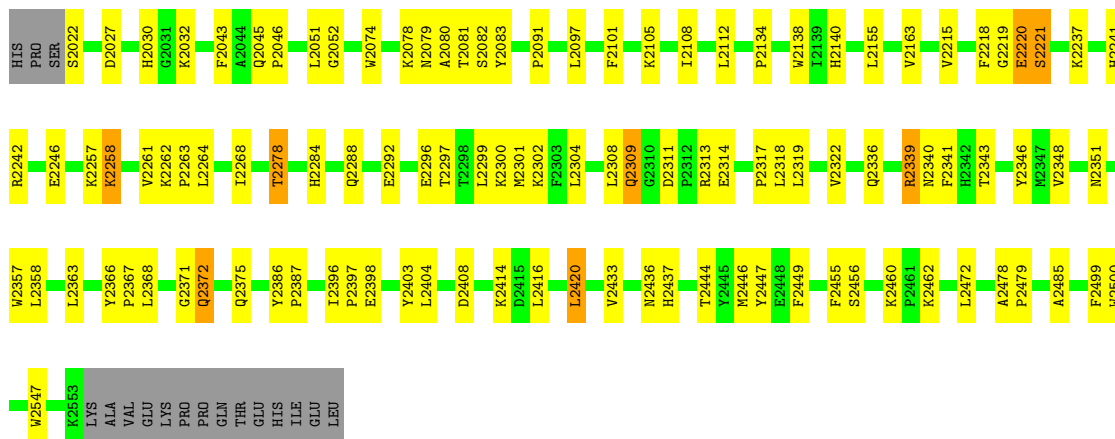 HIS PRO SER S2022 D2027 H2030 G2031 K2032 F2043 A2044 Q2045 P2046 L2051 G2052 W2074 K2078 N2079 A2080 T2081 S2082 Y2083 P2091 L2097 F2101 K2105 I2108 L2112 P2134 W2138 I2139 H2140 L2155 V2163 V2215 F2218 G2219 E2220 S2221 K2237 H2241
R2242 E2246 K2257 K2258 V2261 K2262 P2263 L2264 I2268 T2278 H2284 Q2288 E2292 E2296 T2297 T2298 L2299 K2300 M2301 K2302 F2303 L2304 L2308 Q2309 G2310 D2311 P2312 R2313 E2314 P2317 L2318 L2319 V2322 Q2336 R2339 N2340 F2341 H2342 T2343 Y2346 M2347 V2348 N2351
W2357 L2358 L2363 Y2366 P2367 L2368 G2371 Q2372 Q2375 Y2386 P2387 I2396 P2397 E2398 Y2403 L2404 D2408 K2414 D2415 L2416 L2420 V2433 N2436 H2437 T2444 Y2445 M2446 Y2447 E2448 F2449 F2455 S2456 K2460 P2461 K2462 L2472 A2478 P2479 A2485 F2499 W2500
W2547 K2553 LYS ALA VAL GLU LYS PRO PRO GLN THR GLU HIS ILE GLU LEU